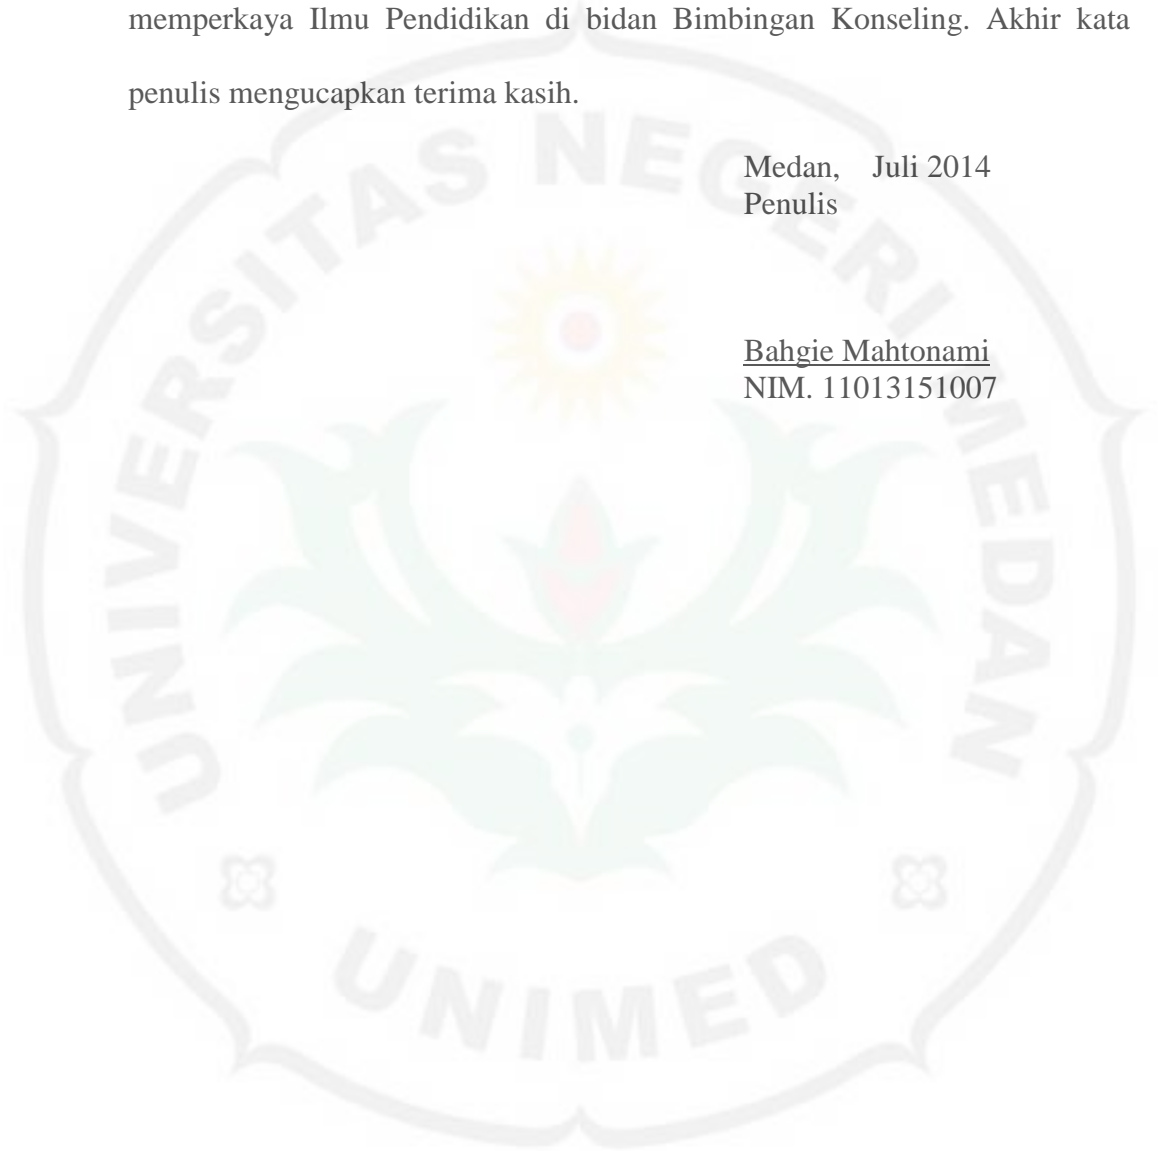 memperkaya Ilmu Pendidikan di bidan Bimbingan Konseling. Akhir kata
penulis mengucapkan terima kasih.
Medan, Juli 2014
Penulis
Bahgie Mahtonami
NIM. 11013151007
UNIVERSITAS NEGERI MEDAN
UNIMED